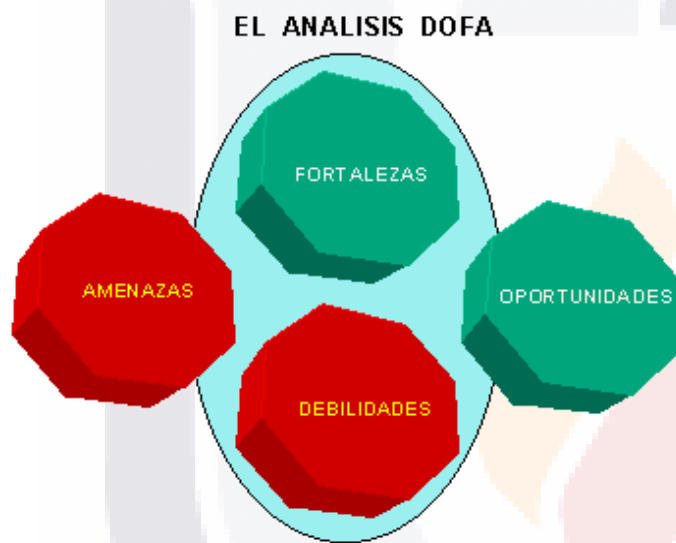 EL ANALISIS DOFA
FORTALEZAS
AMENAZAS
OPORTUNIDADES
DEBILIDADES